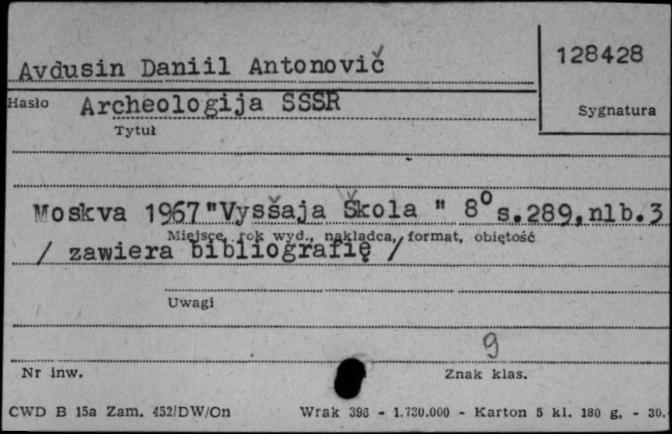 Avdusin Daniil Antonovič
128428
Hasło
Archeologija SSSR
Sygnatura
Tytuł
Moskva 1967 "Vysšaja Škola " 8⁰ s.289,nlb.3
Miejsce, rok wyd., nakładca, format, objętość
/ zawiera bibliografię /
Uwagi
9
Nr inw.
Znak klas.
CWD B 15a Zam. 452/DW/On
Wrak 396 - 1.730.000 - Karton 5 kl. 180 g. - 30.